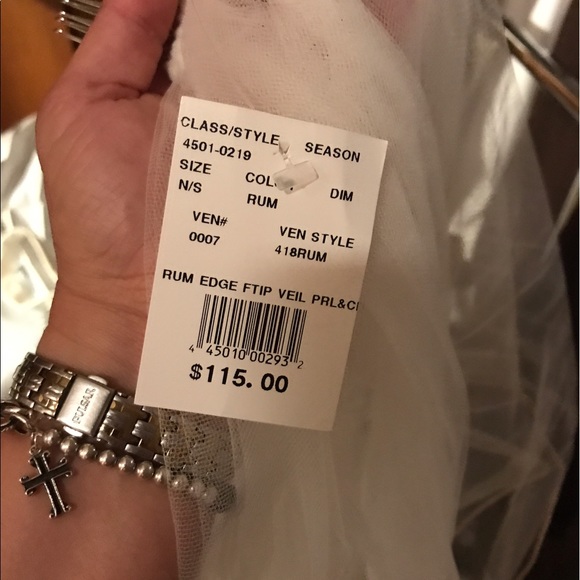 CLASS/STYLE SEASON
4501-0219
SIZE COL DIM
N/S RUM
VEN# VEN STYLE
0007 418RUM
RUM EDGE FTIP VEIL PRL&C
4 45010 00293 2
$115.00
PULSAR